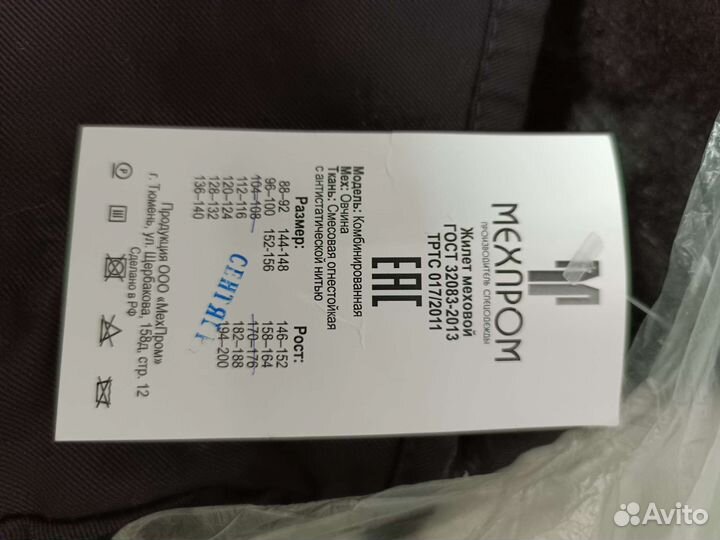 МЕХПРОМ
ПРОИЗВОДИТЕЛЬ СПЕЦОДЕЖДЫ
Жилет меховой
ГОСТ 32083-2013
ТРТС 017/2011
ЕАС
Модель: Комбинированная
Мех: Овчина
Ткань: Смесовая огнестойкая
с антистатической нитью
Размер: Рост:
88–92 144-148 146–152
96–100 152-156 158–164
104–108 170–176
112–116 182–188
120–124 194–200
128–132
136–140
СЕНТЯ
Продукция ООО «МехПром»
г. Тюмень, ул. Щербакова, 158д, стр. 12
Сделано в РФ
P
Avito